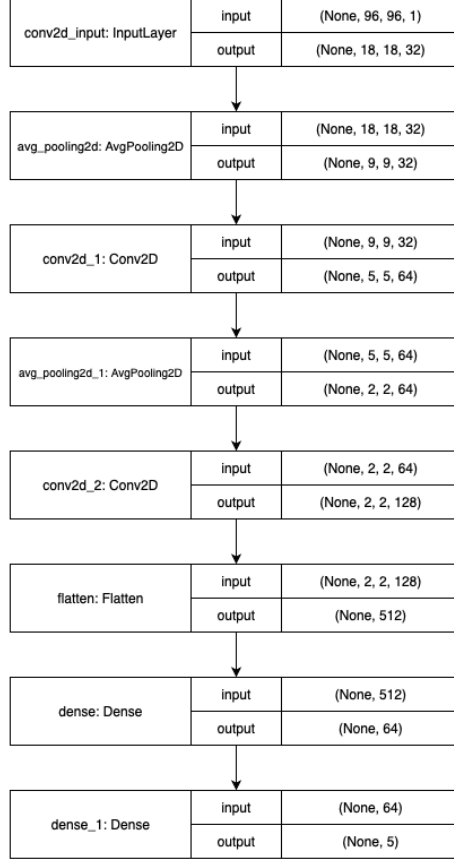 conv2d_input: InputLayer
input
(None, 96, 96, 1)
output
(None, 18, 18, 32)
avg_pooling2d: AvgPooling2D
input
(None, 18, 18, 32)
output
(None, 9, 9, 32)
conv2d_1: Conv2D
input
(None, 9, 9, 32)
output
(None, 5, 5, 64)
avg_pooling2d_1: AvgPooling2D
input
(None, 5, 5, 64)
output
(None, 2, 2, 64)
conv2d_2: Conv2D
input
(None, 2, 2, 64)
output
(None, 2, 2, 128)
flatten: Flatten
input
(None, 2, 2, 128)
output
(None, 512)
dense: Dense
input
(None, 512)
output
(None, 64)
dense_1: Dense
input
(None, 64)
output
(None, 5)